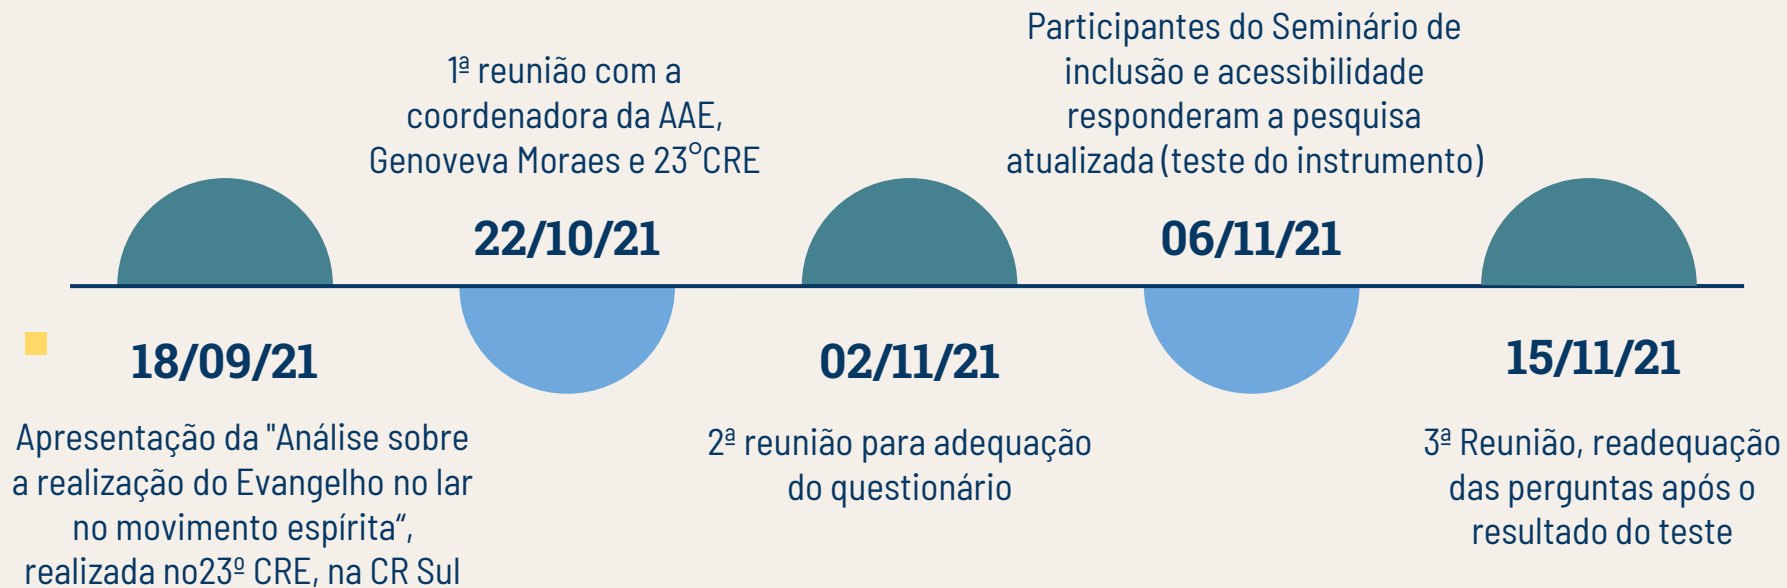 18/09/21
Apresentação da "Análise sobre
a realização do Evangelho no lar
no movimento espírita“,
realizada no23º CRE, na CR Sul
1ª reunião com a
coordenadora da AAE,
Genoveva Moraes e 23°CRE
22/10/21
02/11/21
2ª reunião para adequação
do questionário
Participantes do Seminário de
inclusão e acessibilidade
responderam a pesquisa
atualizada (teste do instrumento)
06/11/21
15/11/21
3ª Reunião, readequação
das perguntas após o
resultado do teste